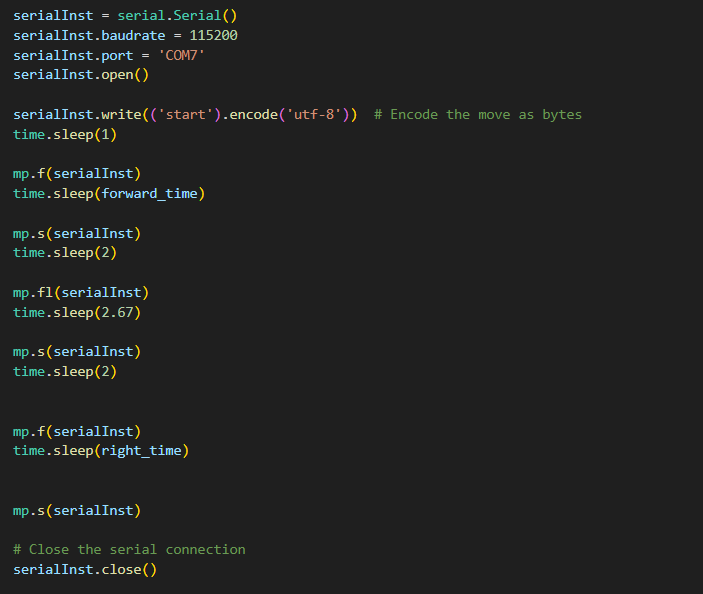 serialInst = serial.Serial()
serialInst.baudrate = 115200
serialInst.port = 'COM7'
serialInst.open()
serialInst.write(('start').encode('utf-8'))  # Encode the move as bytes
time.sleep(1)
mp.f(serialInst)
time.sleep(forward_time)
mp.s(serialInst)
time.sleep(2)
mp.fl(serialInst)
time.sleep(2.67)
mp.s(serialInst)
time.sleep(2)
mp.f(serialInst)
time.sleep(right_time)
mp.s(serialInst)
# Close the serial connection
serialInst.close()